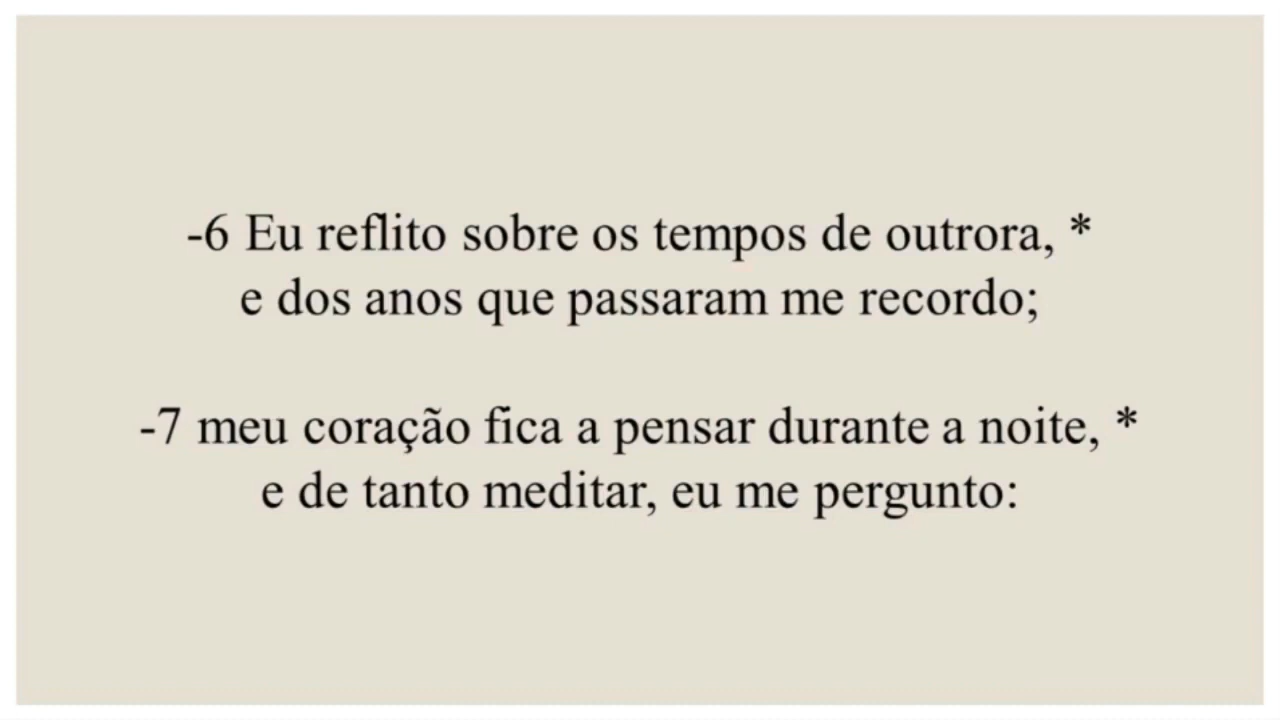 -6 Eu reflito sobre os tempos de outrora, *
e dos anos que passaram me recordo;
-7 meu coração fica a pensar durante a noite, *
e de tanto meditar, eu me pergunto: